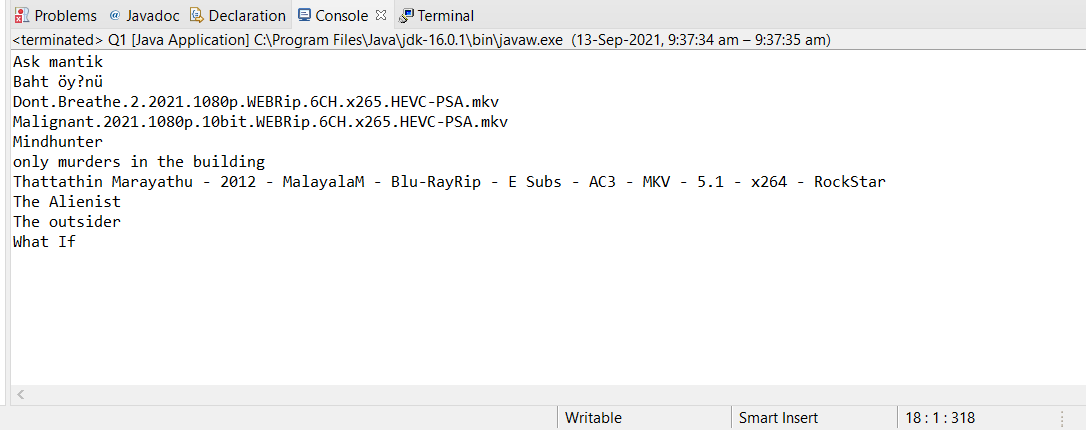 Problems @ Javadoc Declaration Console Terminal
<terminated> Q1 [Java Application] C:\Program Files\Java\jdk-16.0.1\bin\javaw.exe (13-Sep-2021, 9:37:34 am – 9:37:35 am)
Ask mantik
Baht öy?nü
Dont.Breathe.2.2021.1080p.WEBRip.6CH.x265.HEVC-PSA.mkv
Malignant.2021.1080p.10bit.WEBRip.6CH.x265.HEVC-PSA.mkv
Mindhunter
only murders in the building
Thattathin Marayathu - 2012 - MalayalaM - Blu-RayRip - E Subs - AC3 - MKV - 5.1 - x264 - RockStar
The Alienist
The outsider
What If
Writable Smart Insert 18 : 1 : 318